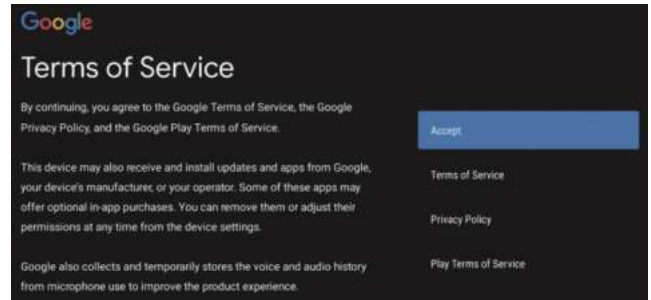 Google
Terms of Service
By continuing, you agree to the Google Terms of Service, the Google
Privacy Policy, and the Google Play Terms of Service.
This device may also receive and install updates and apps from Google,
your device's manufacturer, or your operator. Some of these apps may
offer optional in-app purchases. You can remove them or adjust their
permissions at any time from the device settings.
Google also collects and temporarily stores the voice and audio history
from microphone use to improve the product experience.
Accept
Terms of Service
Privacy Policy
Play Terms of Service